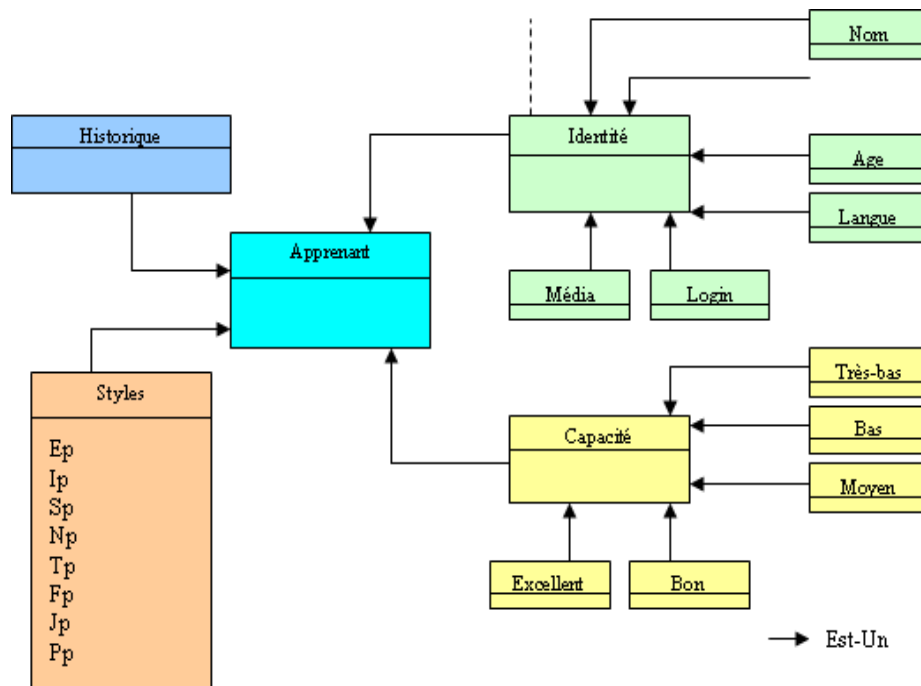 Nom
Historique
Identité
Age
Langue
Apprenant
Média
Login
Styles
Ep
Ip
Sp
Np
Tp
Fp
Jp
Pp
Très-bas
Capacité
Bas
Moyen
Excellent
Bon
Est-Un